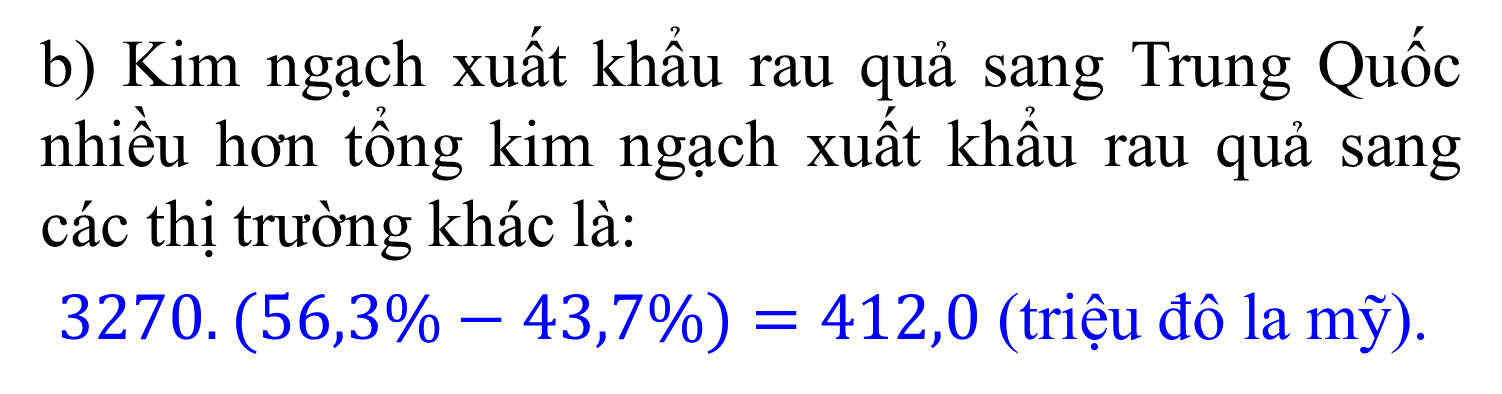 b) Kim ngạch xuất khẩu rau quả sang Trung Quốc
nhiều hơn tổng kim ngạch xuất khẩu rau quả sang
các thị trường khác là:
3270. (56,3% − 43,7%) = 412,0 (triệu đô la mỹ).